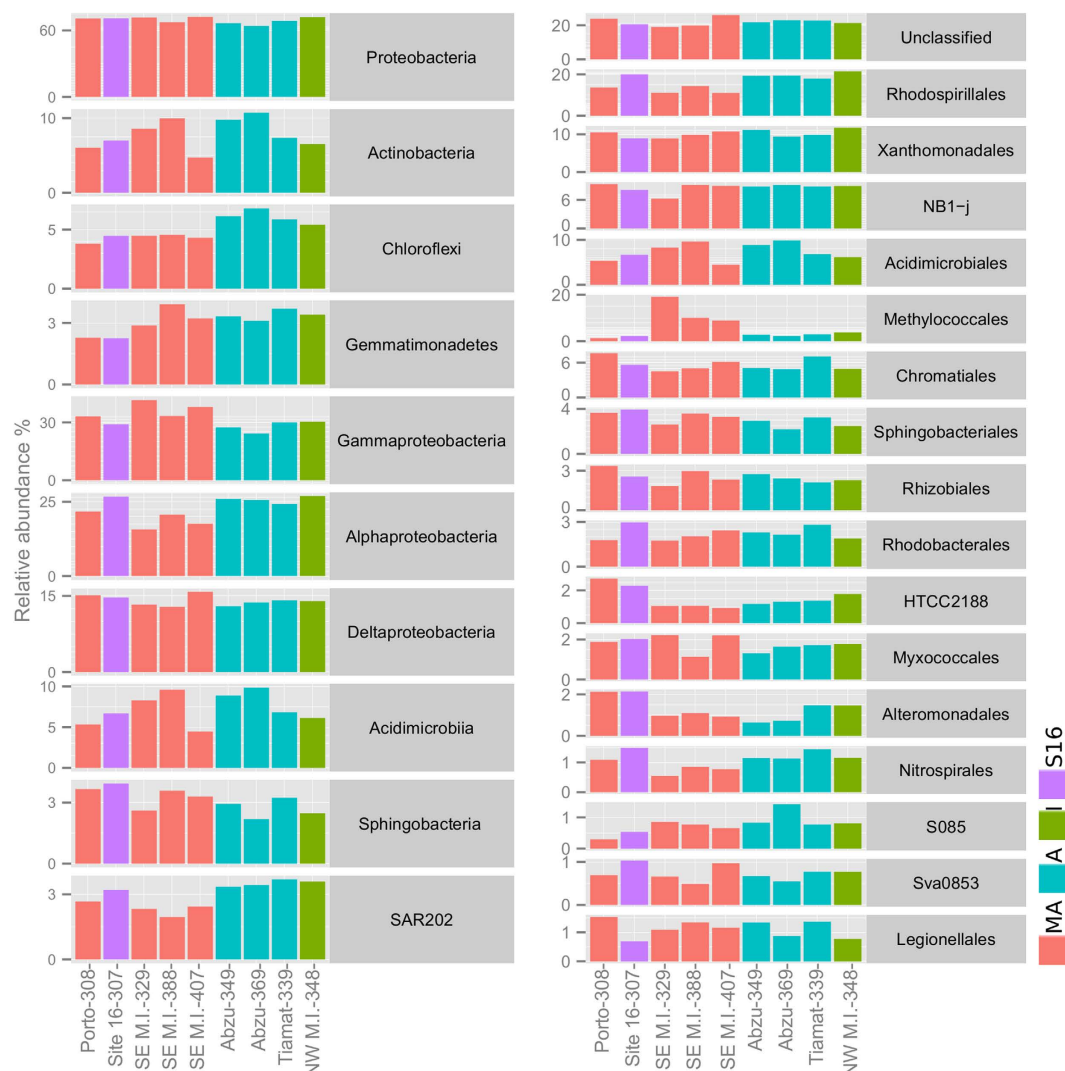 Relative abundance %
60
0
Proteobacteria
10
0
Actinobacteria
5
0
Chloroflexi
3
0
Gemmatimonadetes
30
0
Gammaproteobacteria
25
0
Alphaproteobacteria
15
0
Deltaproteobacteria
10
5
0
Acidimicrobiia
3
0
Sphingobacteria
3
0
SAR202
Porto-308
Site 16-307
SE M.I.-329
SE M.I.-388
SE M.I.-407
Abzu-349
Abzu-369
Tiamat-339
NW M.I.-348
20
0
Unclassified
20
0
Rhodospirillales
10
0
Xanthomonadales
6
0
NB1−j
10
0
Acidimicrobiales
20
0
Methylococcales
6
0
Chromatiales
4
0
Sphingobacteriales
3
0
Rhizobiales
3
0
Rhodobacterales
2
0
HTCC2188
2
0
Myxococcales
2
0
Alteromonadales
1
0
Nitrospirales
1
0
S085
1
0
Sva0853
1
0
Legionellales
Porto-308
Site 16-307
SE M.I.-329
SE M.I.-388
SE M.I.-407
Abzu-349
Abzu-369
Tiamat-339
NW M.I.-348
MA
A
I
S16